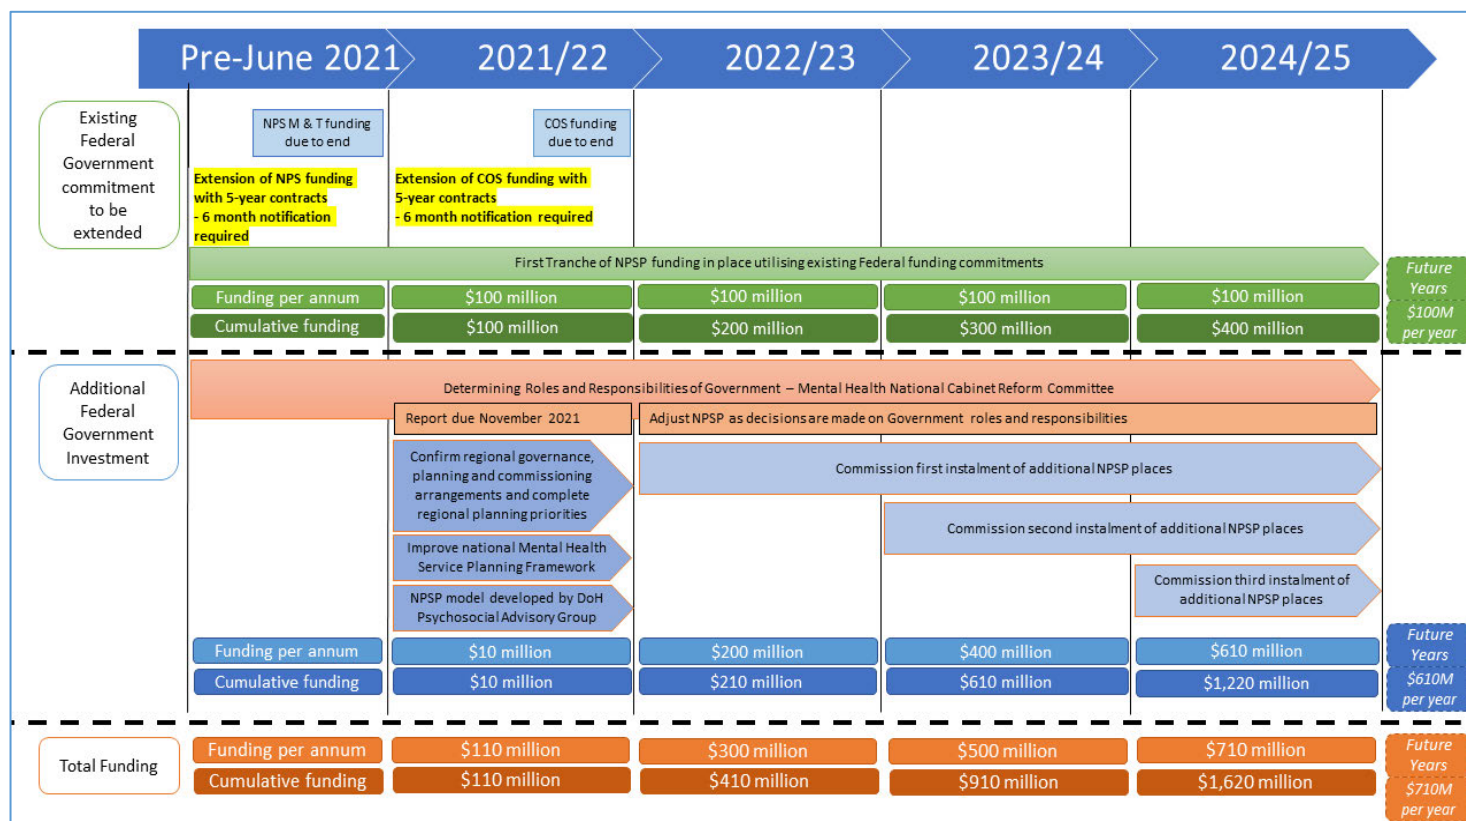 Pre-June 2021
2021/22
2022/23
2023/24
2024/25
Existing
Federal
Government
commitment
to be
extended
NPS M & T funding
due to end
COS funding
due to end
Extension of NPS funding
with 5-year contracts
- 6 month notification
required
Extension of COS funding with
5-year contracts
- 6 month notification required
First Tranche of NPSP funding in place utilising existing Federal funding commitments
Funding per annum
$100 million
$100 million
$100 million
$100 million
Cumulative funding
$100 million
$200 million
$300 million
$400 million
Future
Years
$100M
per year
Additional
Federal
Government
Investment
Determining Roles and Responsibilities of Government – Mental Health National Cabinet Reform Committee
Report due November 2021
Adjust NPSP as decisions are made on Government roles and responsibilities
Confirm regional governance,
planning and commissioning
arrangements and complete
regional planning priorities
Commission first instalment of additional NPSP places
Commission second instalment of additional NPSP places
Improve national Mental Health
Service Planning Framework
NPSP model developed by DoH
Psychosocial Advisory Group
Commission third instalment of
additional NPSP places
Funding per annum
$10 million
$200 million
$400 million
$610 million
Cumulative funding
$10 million
$210 million
$610 million
$1,220 million
Future
Years
$610M
per year
Total Funding
Funding per annum
$110 million
$300 million
$500 million
$710 million
Cumulative funding
$110 million
$410 million
$910 million
$1,620 million
Future
Years
$710M
per year